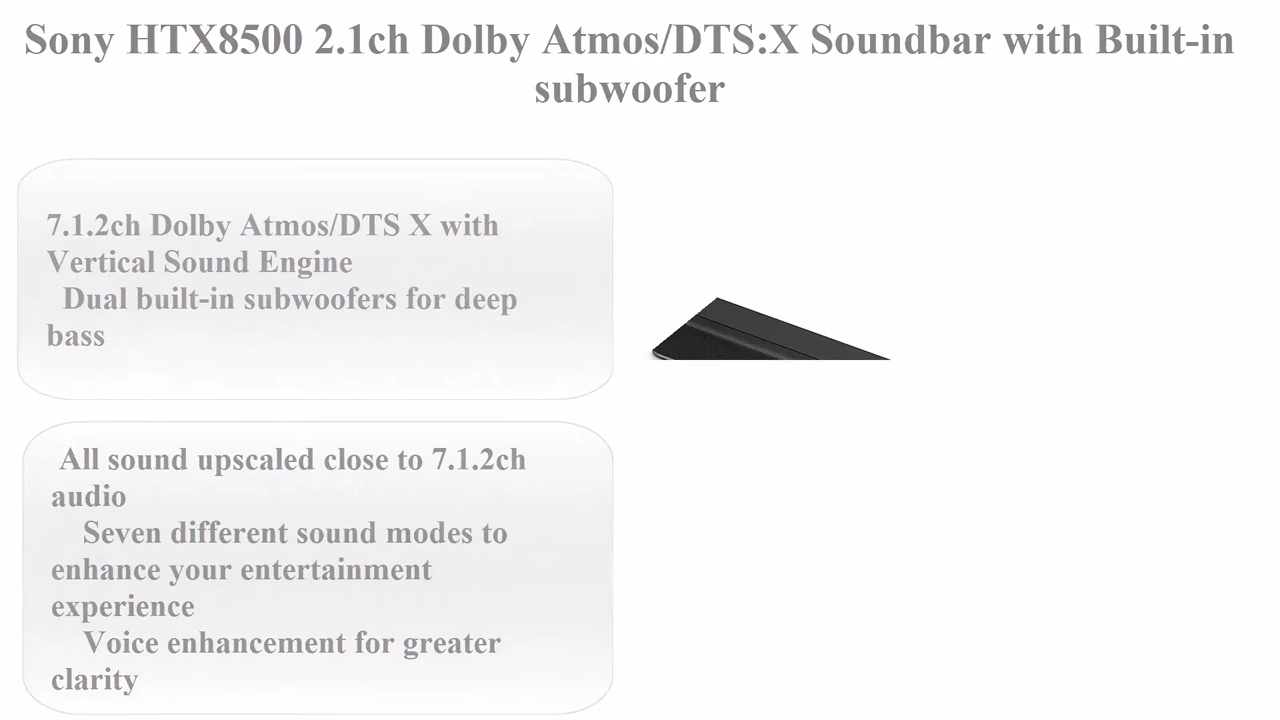 Sony HTX8500 2.1ch Dolby Atmos/DTS:X Soundbar with Built-in
subwoofer
7.1.2ch Dolby Atmos/DTS X with
Vertical Sound Engine
Dual built-in subwoofers for deep
bass
All sound upscaled close to 7.1.2ch
audio
Seven different sound modes to
enhance your entertainment
experience
Voice enhancement for greater
clarity